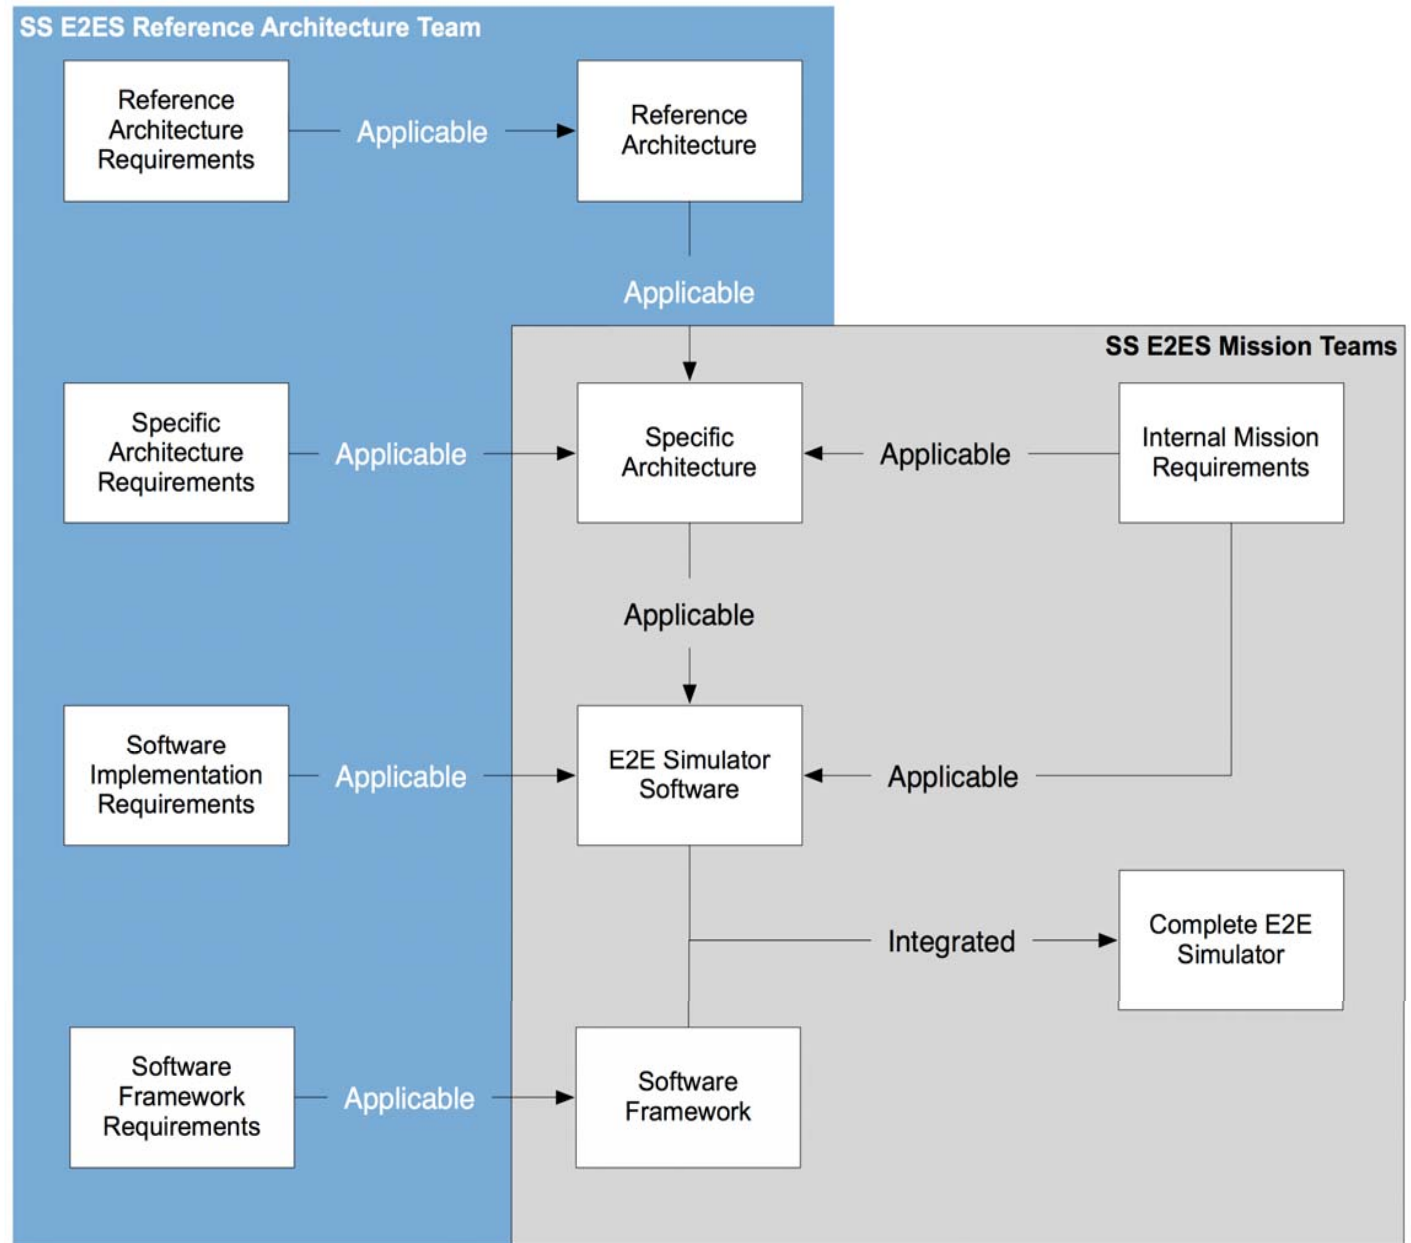 SS E2ES Reference Architecture Team
Reference
Architecture
Requirements
Applicable
Reference
Architecture
Applicable
SS E2ES Mission Teams
Specific
Architecture
Requirements
Applicable
Specific
Architecture
Applicable
Internal Mission
Requirements
Applicable
Software
Implementation
Requirements
Applicable
E2E Simulator
Software
Applicable
Integrated
Complete E2E
Simulator
Software
Framework
Requirements
Applicable
Software
Framework